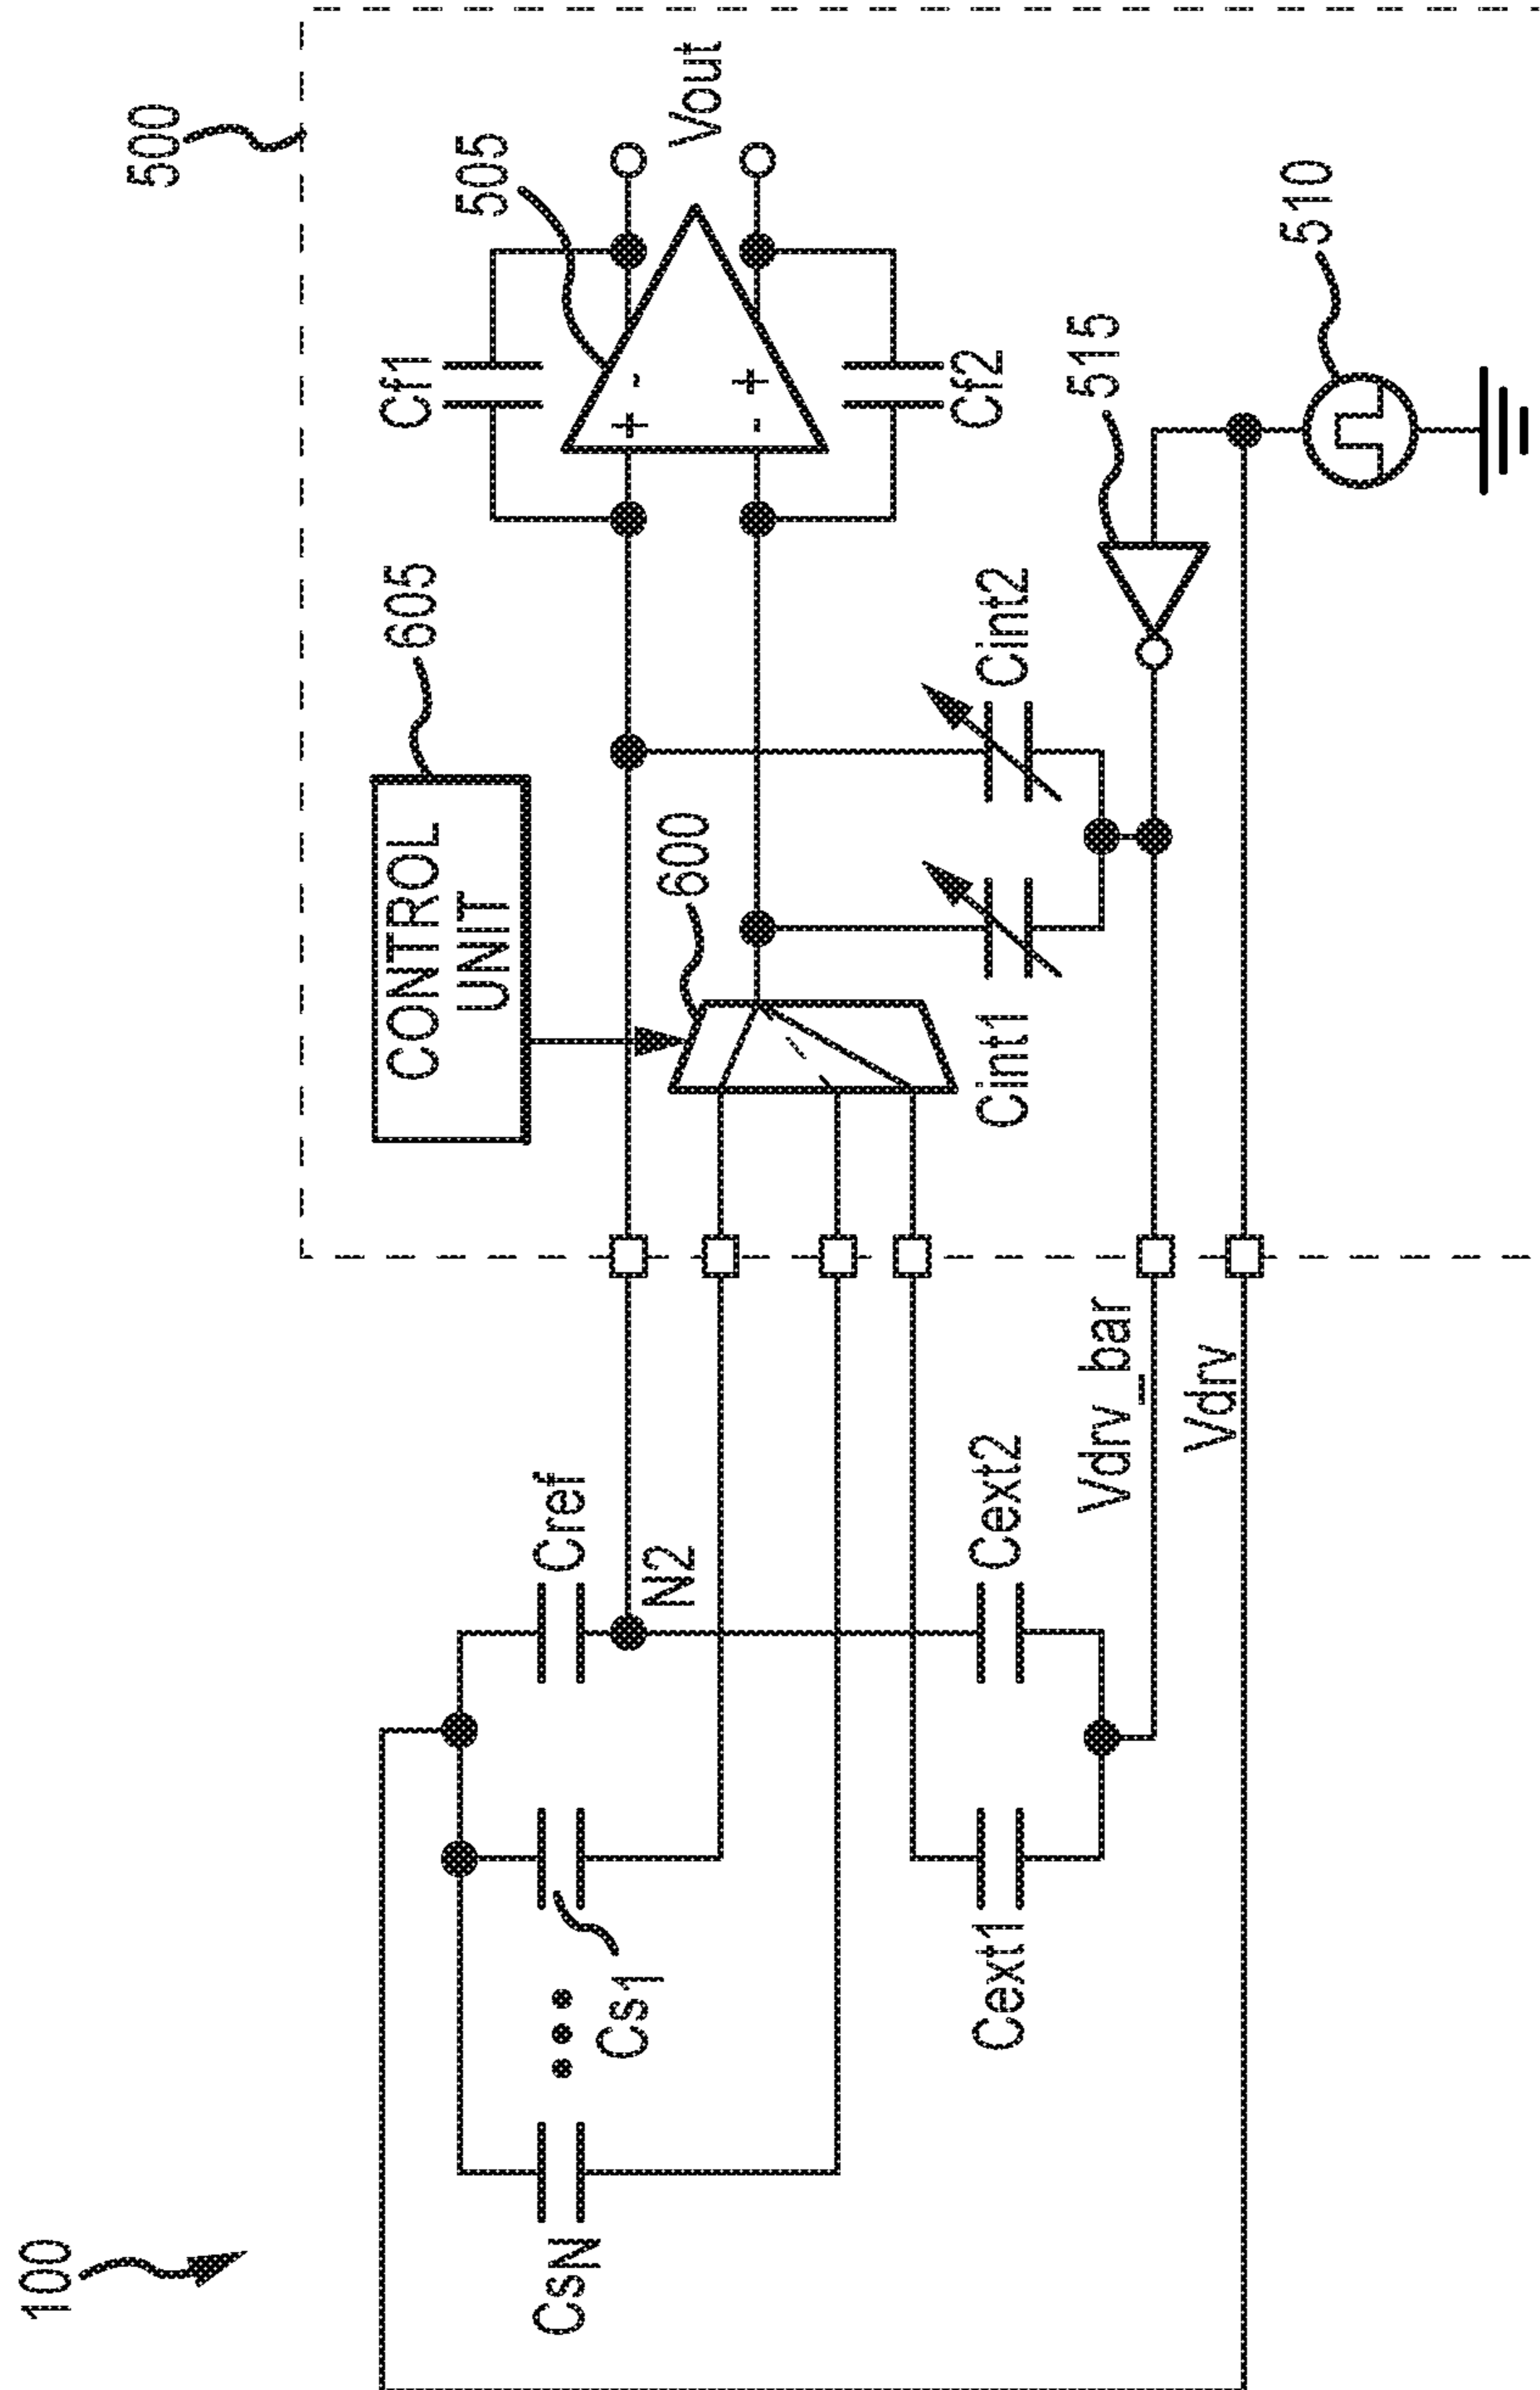 100
500
CsN
Cs1
Cref
N2
Cext1
Cext2
Vdrv_bar
Vdrv
CONTROL
UNIT
605
600
Cint1
Cint2
Cf1
505
+
-
-
+
Cf2
Vout
515
510